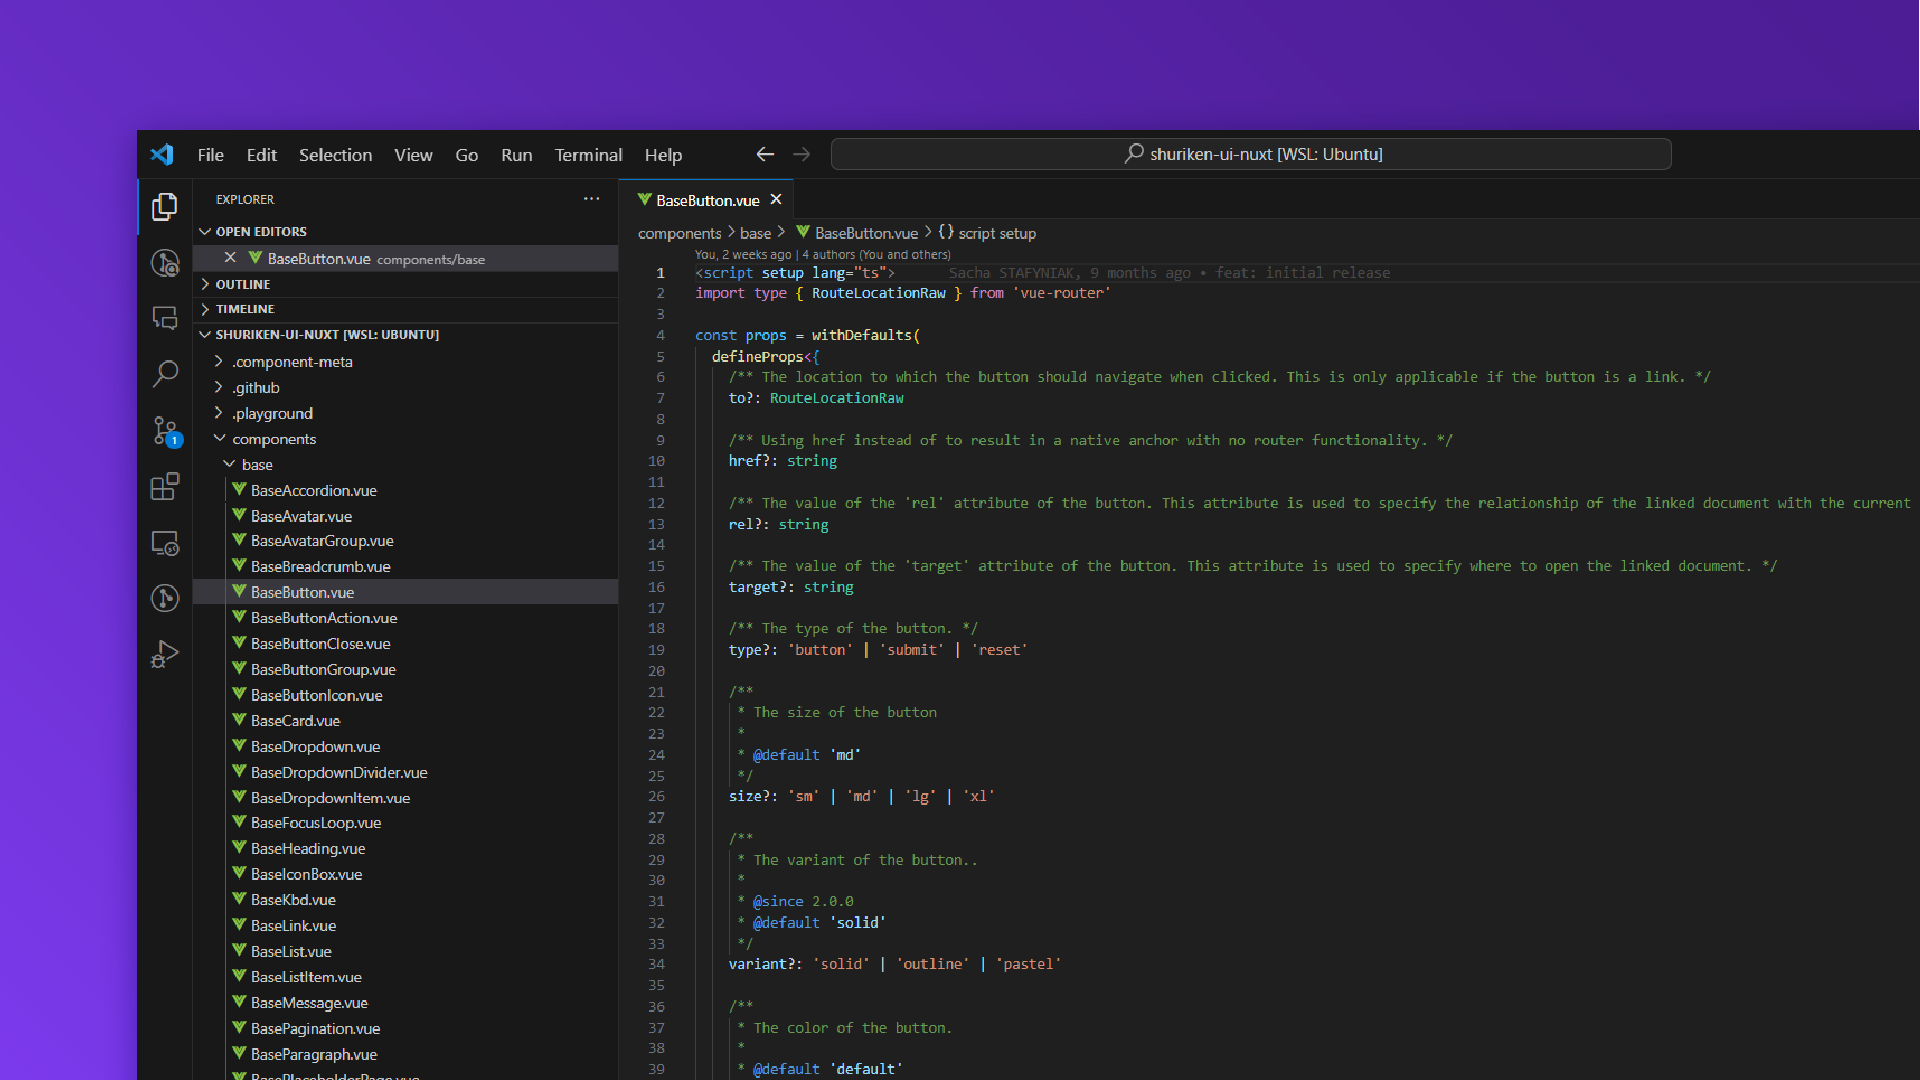 File Edit Selection View Go Run Terminal Help
shuriken-ui-nuxt [WSL: Ubuntu]
EXPLORER
OPEN EDITORS
BaseButton.vue components/base
OUTLINE
TIMELINE
SHURIKEN-UI-NUXT [WSL: UBUNTU]
.component-meta
.github
.playground
components
base
BaseAccordion.vue
BaseAvatar.vue
BaseAvatarGroup.vue
BaseBreadcrumb.vue
BaseButton.vue
BaseButtonAction.vue
BaseButtonClose.vue
BaseButtonGroup.vue
BaseButtonIcon.vue
BaseCard.vue
BaseDropdown.vue
BaseDropdownDivider.vue
BaseDropdownItem.vue
BaseFocusLoop.vue
BaseHeading.vue
BaseIconBox.vue
BaseKbd.vue
BaseLink.vue
BaseList.vue
BaseListItem.vue
BaseMessage.vue
BasePagination.vue
BaseParagraph.vue
BasePlaceholderPage.vue
1
BaseButton.vue
components > base > BaseButton.vue > {} script setup
You, 2 weeks ago | 4 authors (You and others)
1 <script setup lang="ts"> Sacha STAFYNIAK, 9 months ago • feat: initial release
2 import type { RouteLocationRaw } from 'vue-router'
3
4 const props = withDefaults(
5 defineProps<{
6 /** The location to which the button should navigate when clicked. This is only applicable if the button is a link. */
7 to?: RouteLocationRaw
8
9 /** Using href instead of to result in a native anchor with no router functionality. */
10 href?: string
11
12 /** The value of the `rel` attribute of the button. This attribute is used to specify the relationship of the linked document with the current
13 rel?: string
14
15 /** The value of the `target` attribute of the button. This attribute is used to specify where to open the linked document. */
16 target?: string
17
18 /** The type of the button. */
19 type?: 'button' | 'submit' | 'reset'
20
21 /**
22 * The size of the button
23 *
24 * @default 'md'
25 */
26 size?: 'sm' | 'md' | 'lg' | 'xl'
27
28 /**
29 * The variant of the button..
30 *
31 * @since 2.0.0
32 * @default 'solid'
33 */
34 variant?: 'solid' | 'outline' | 'pastel'
35
36 /**
37 * The color of the button.
38 *
39 * @default 'default'